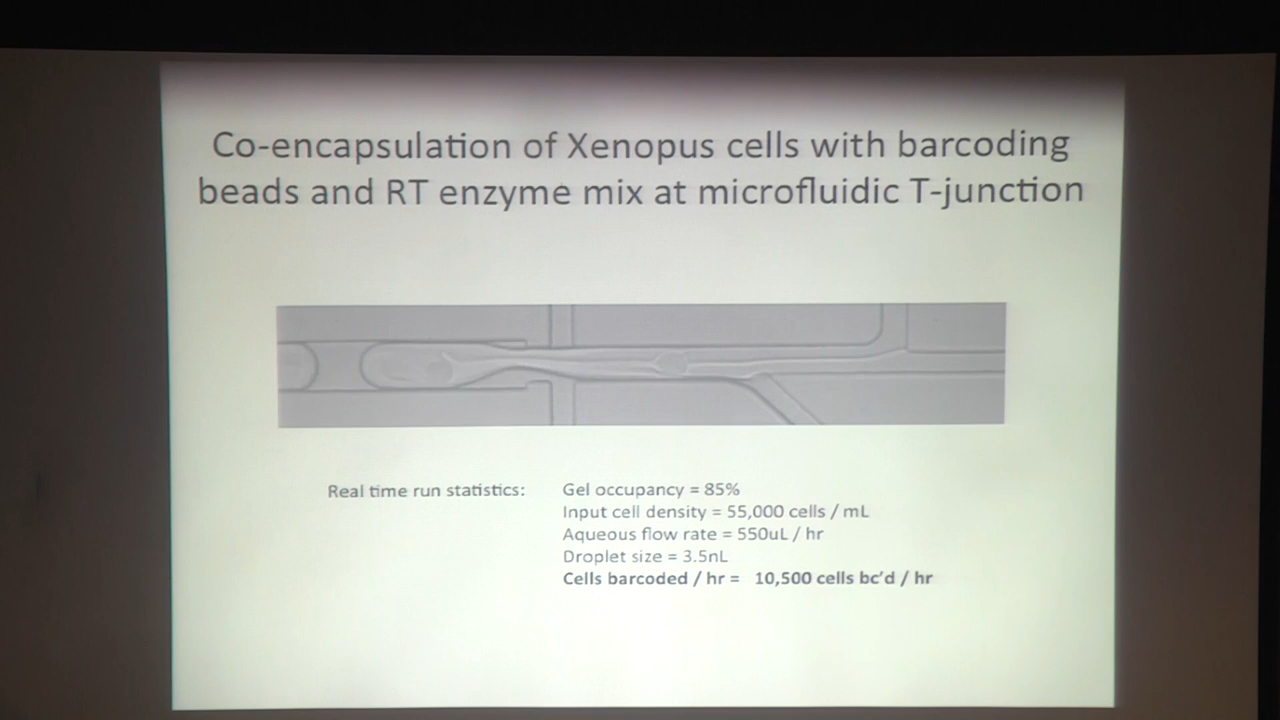 Co-encapsulation of Xenopus cells with barcoding
beads and RT enzyme mix at microfluidic T-junction
Real time run statistics:
Gel occupancy = 85%
Input cell density = 55,000 cells / mL
Aqueous flow rate = 550uL / hr
Droplet size = 3.5nL
Cells barcoded / hr = 10,500 cells bc'd / hr